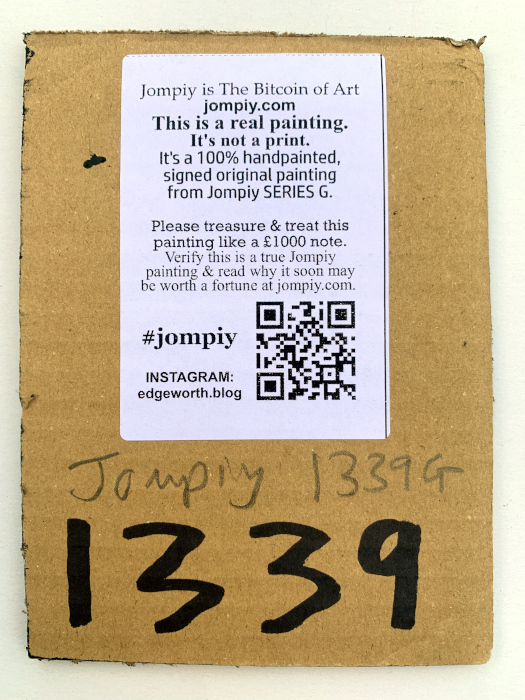 Jompiy is The Bitcoin of Art
jompiy.com
This is a real painting.
It's not a print.
It's a 100% handpainted,
signed original painting
from Jompiy SERIES G.
Please treasure & treat this
painting like a £1000 note.
Verify this is a true Jompiy
painting & read why it soon may
be worth a fortune at jompiy.com.
#jompiy
INSTAGRAM:
edgeworth.blog
Jompiy 1339G
1339